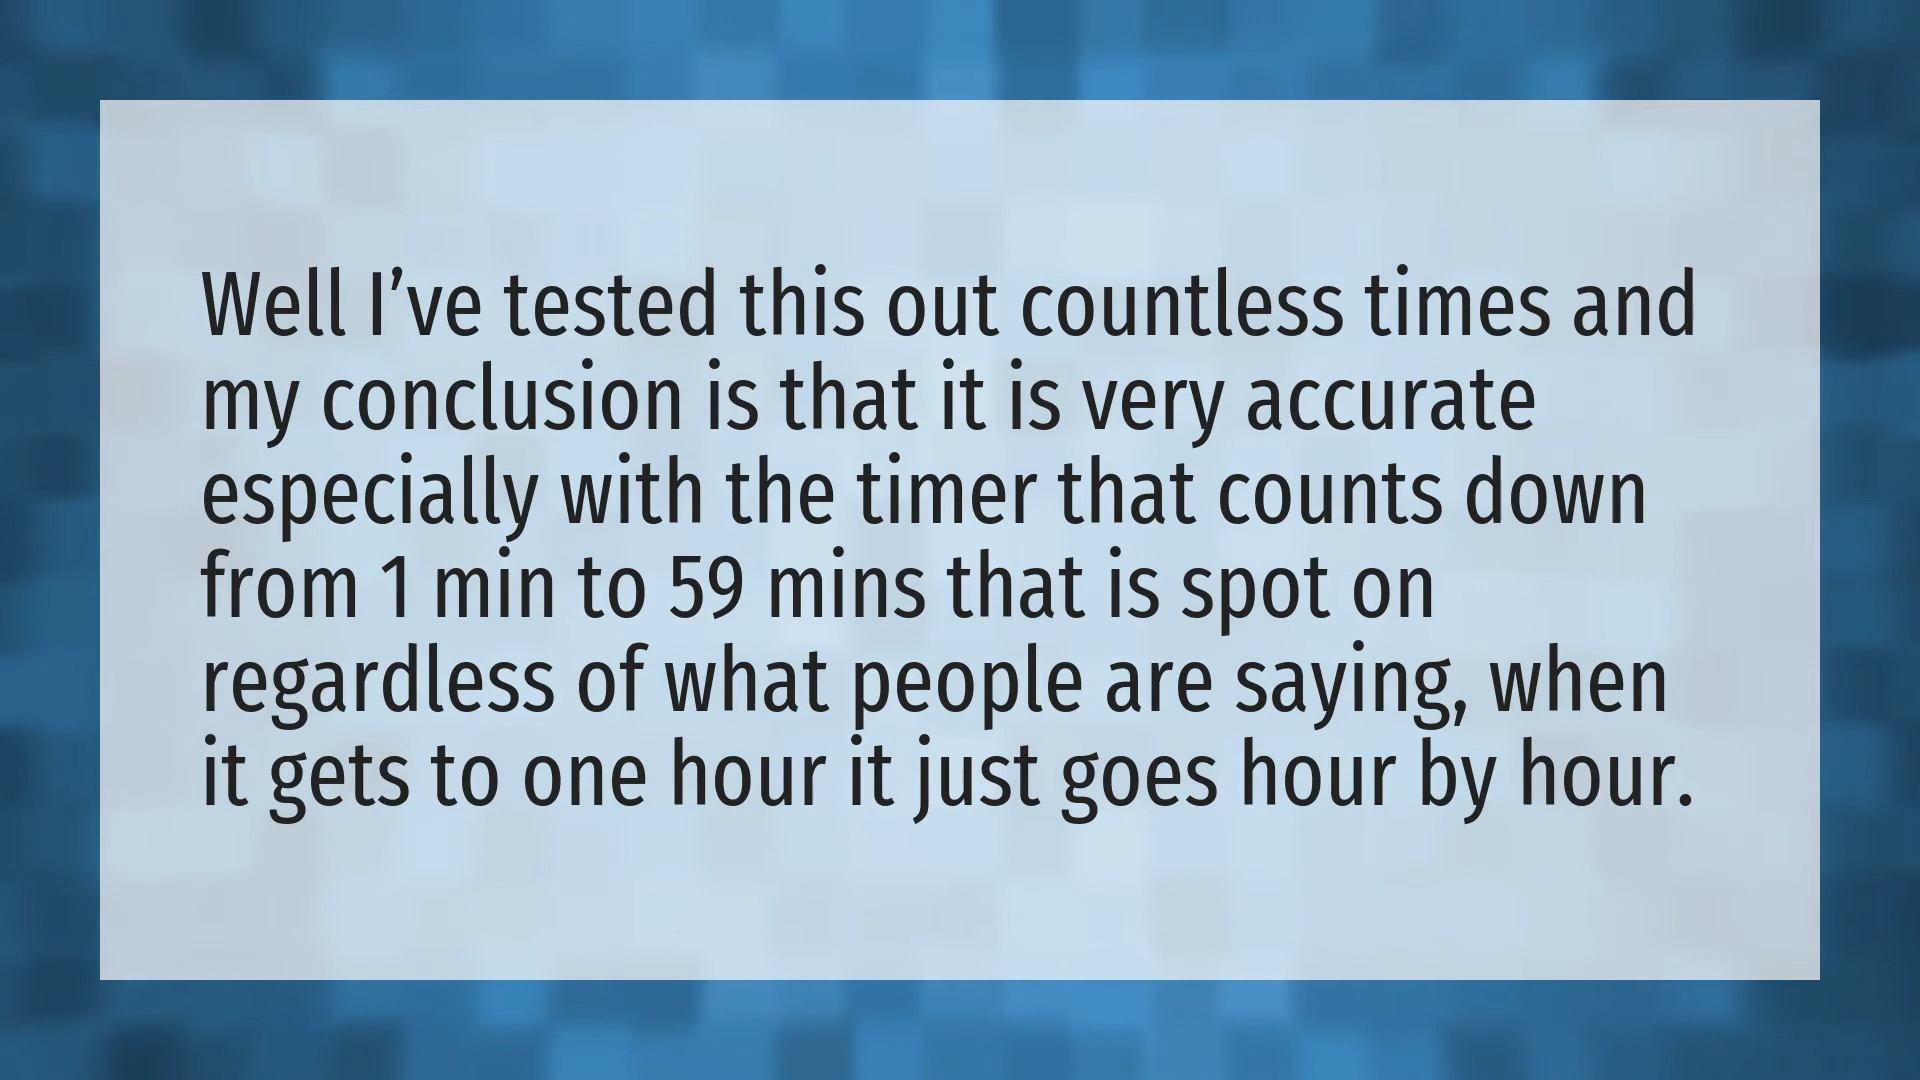 Well I’ve tested this out countless times and
my conclusion is that it is very accurate
especially with the timer that counts down
from 1 min to 59 mins that is spot on
regardless of what people are saying, when
it gets to one hour it just goes hour by hour.